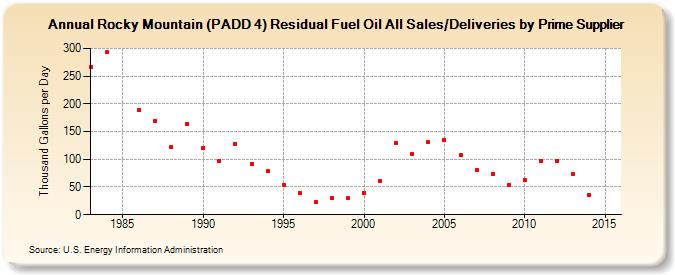 Annual Rocky Mountain (PADD 4) Residual Fuel Oil All Sales/Deliveries by Prime Supplier
Thousand Gallons per Day
300
250
200
150
100
50
0
1985 1990 1995 2000 2005 2010 2015
Source: U.S. Energy Information Administration